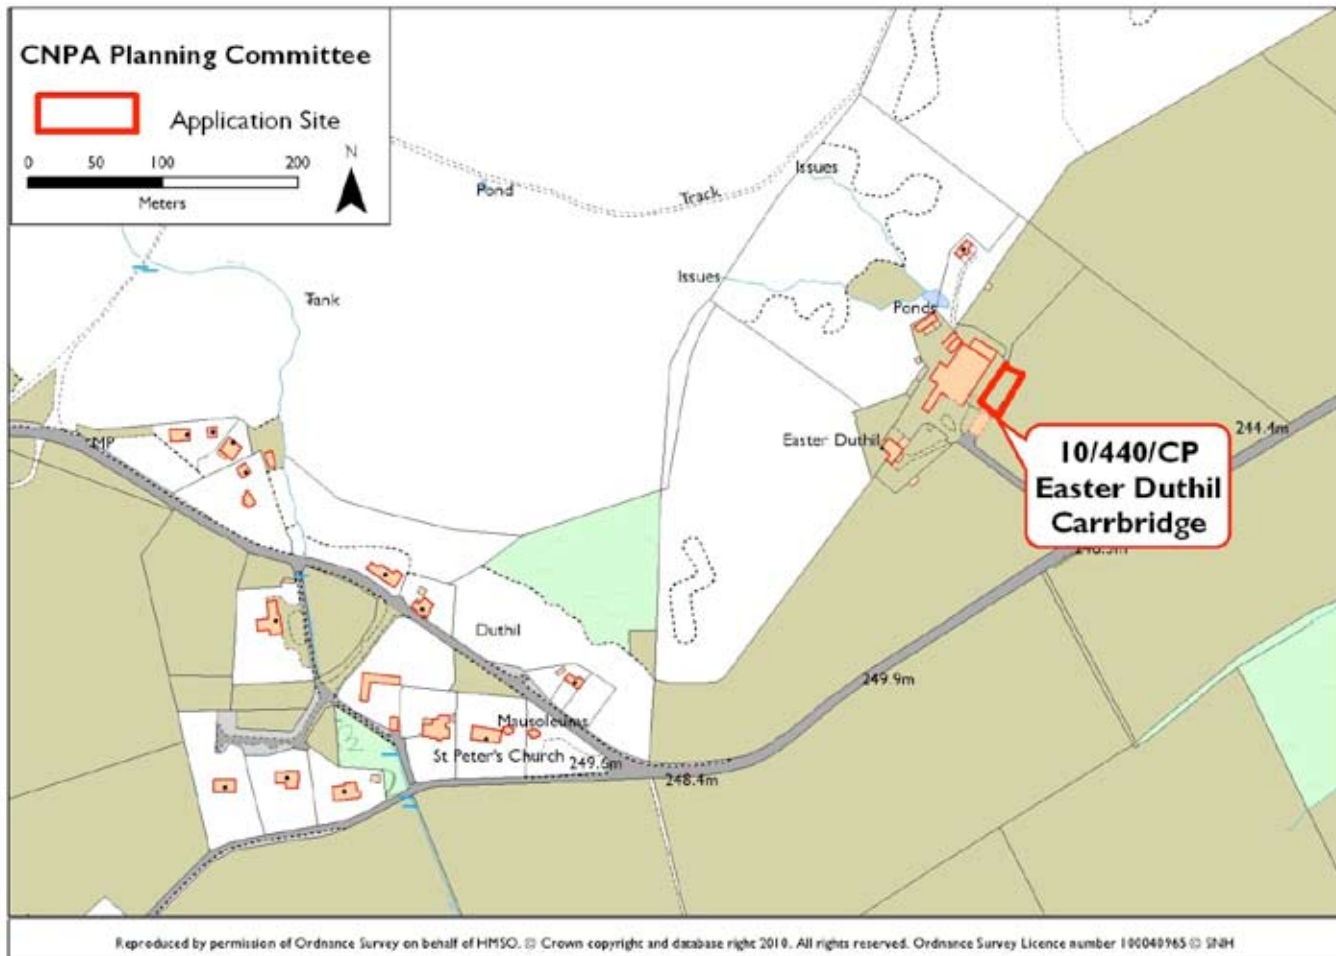 CNPA Planning Committee
Application Site
0 50 100 200
Meters
N
Issues
Pond
Track
Issues
Tank
Ponds
MP
Easter Duthil
244.4m
10/440/CP
Easter Duthil
Carrbridge
Duthil
249.9m
Mausoleums
St Peter's Church
249.6m
248.4m
Reproduced by permission of Ordnance Survey on behalf of HMSO. © Crown copyright and database right 2010. All rights reserved. Ordnance Survey Licence number 100040965 © SNH